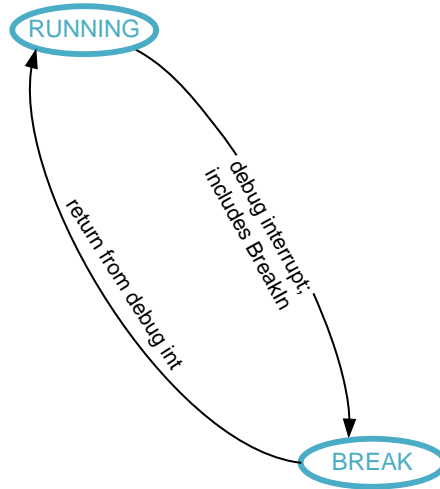 RUNNING
debug interrupt;
includes BreakIn
return from debug int
BREAK